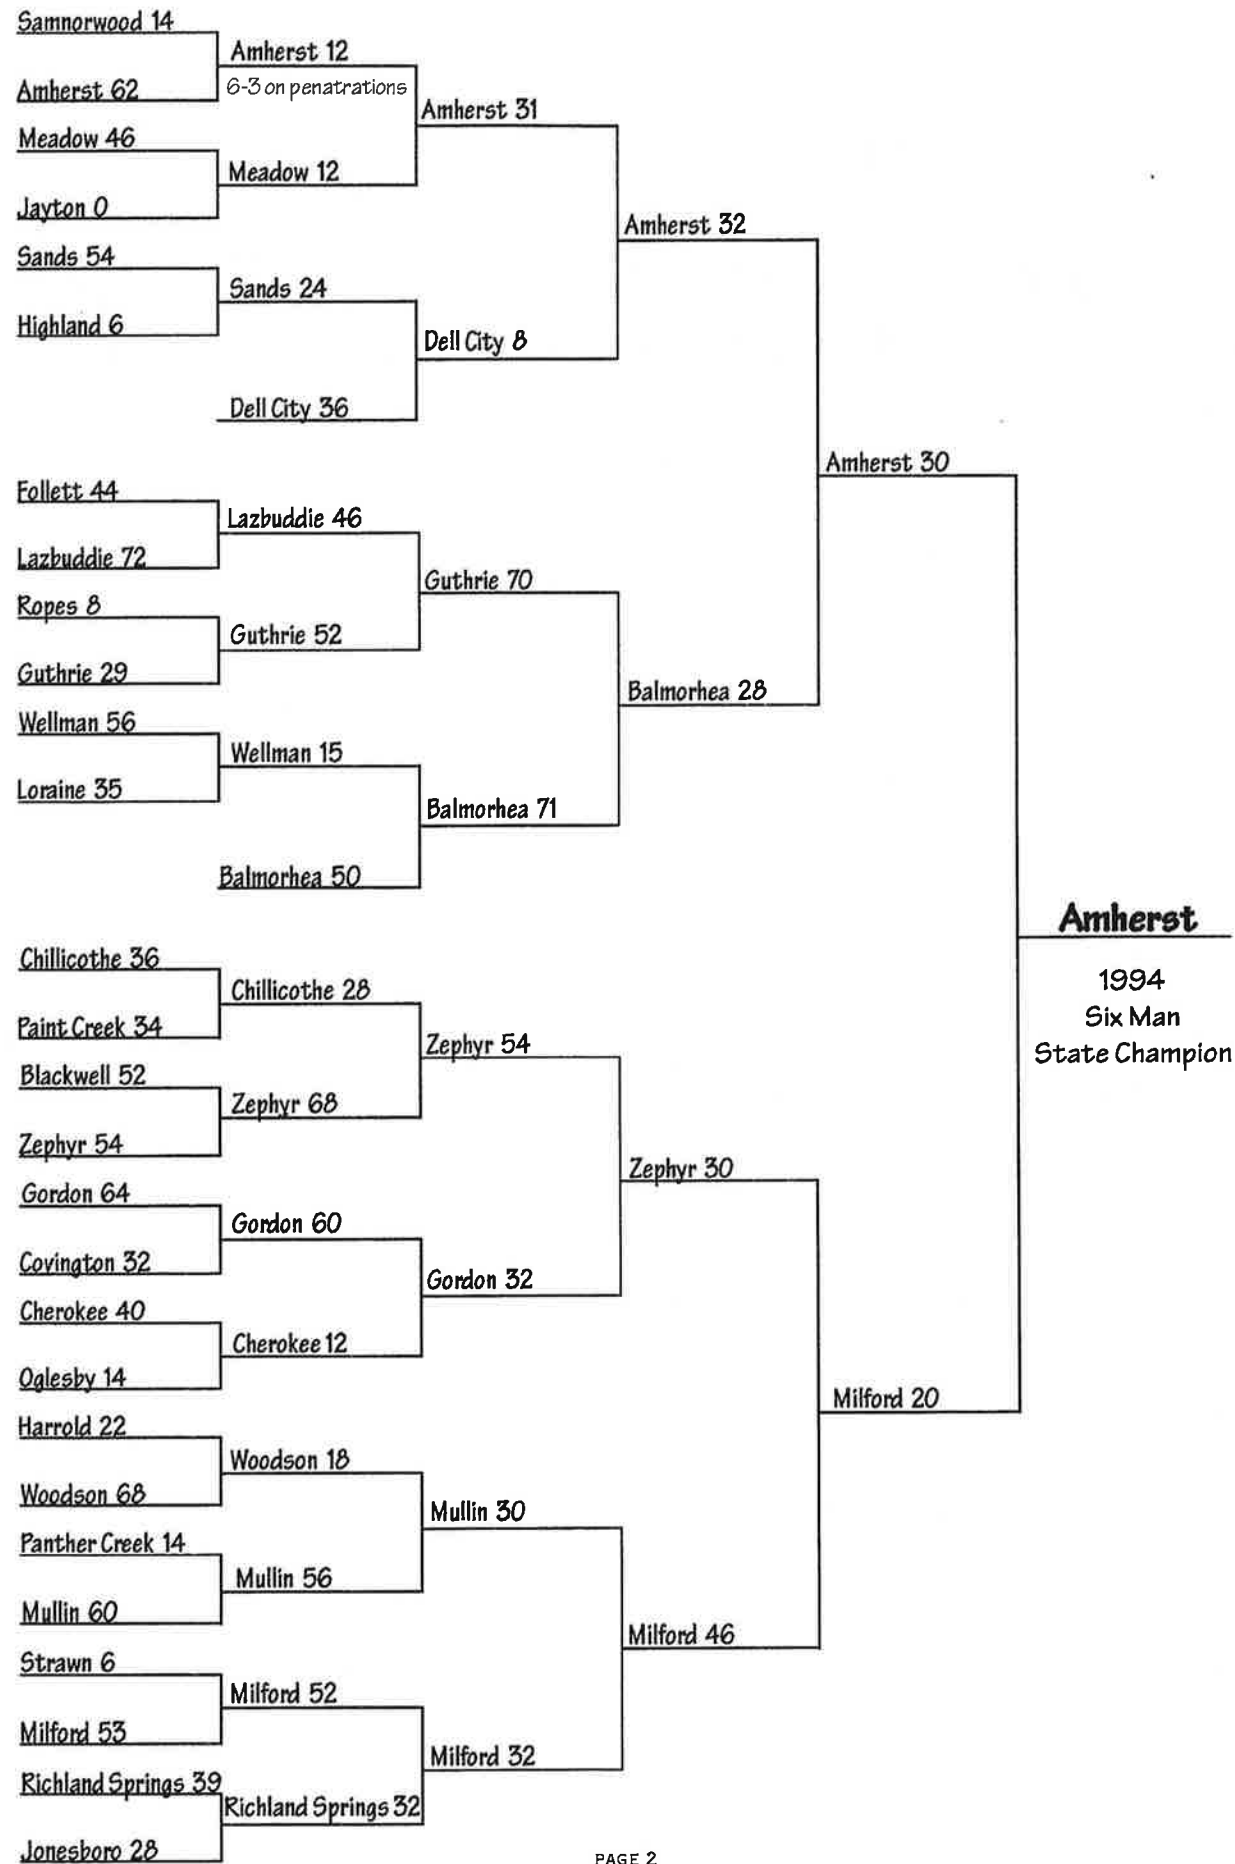 Samnorwood 14
Amherst 12
6-3 on penatrations
Amherst 62
Amherst 31
Meadow 46
Meadow 12
Jayton 0
Amherst 32
Sands 54
Sands 24
Highland 6
Dell City 8
Dell City 36
Amherst 30
Follett 44
Lazbuddie 46
Lazbuddie 72
Guthrie 70
Ropes 8
Guthrie 52
Guthrie 29
Balmorhea 28
Wellman 56
Wellman 15
Loraine 35
Balmorhea 71
Balmorhea 50
Amherst
1994
Six Man
State Champion
Chillicothe 36
Chillicothe 28
Paint Creek 34
Zephyr 54
Blackwell 52
Zephyr 68
Zephyr 54
Zephyr 30
Gordon 64
Gordon 60
Covington 32
Gordon 32
Cherokee 40
Cherokee 12
Oglesby 14
Milford 20
Harrold 22
Woodson 18
Woodson 68
Mullin 30
Panther Creek 14
Mullin 56
Mullin 60
Milford 46
Strawn 6
Milford 52
Milford 53
Milford 32
Richland Springs 39
Richland Springs 32
Jonesboro 28
PAGE 2